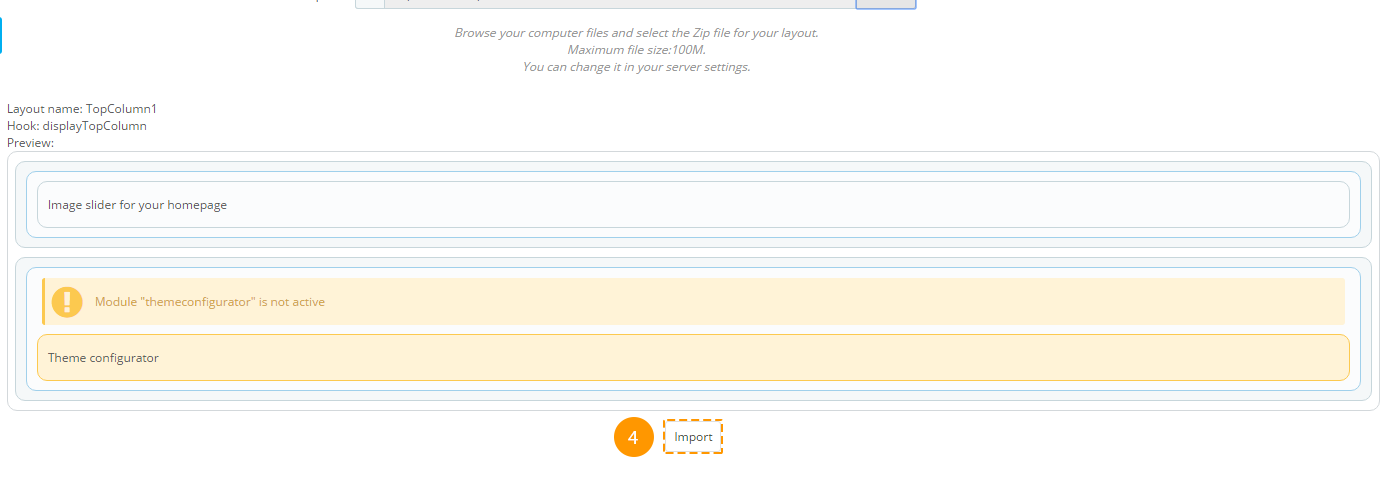 Browse your computer files and select the Zip file for your layout.
Maximum file size:100M.
You can change it in your server settings.
Layout name: TopColumn1
Hook: displayTopColumn
Preview:
Image slider for your homepage
Module "themeconfigurator" is not active
Theme configurator
4 Import